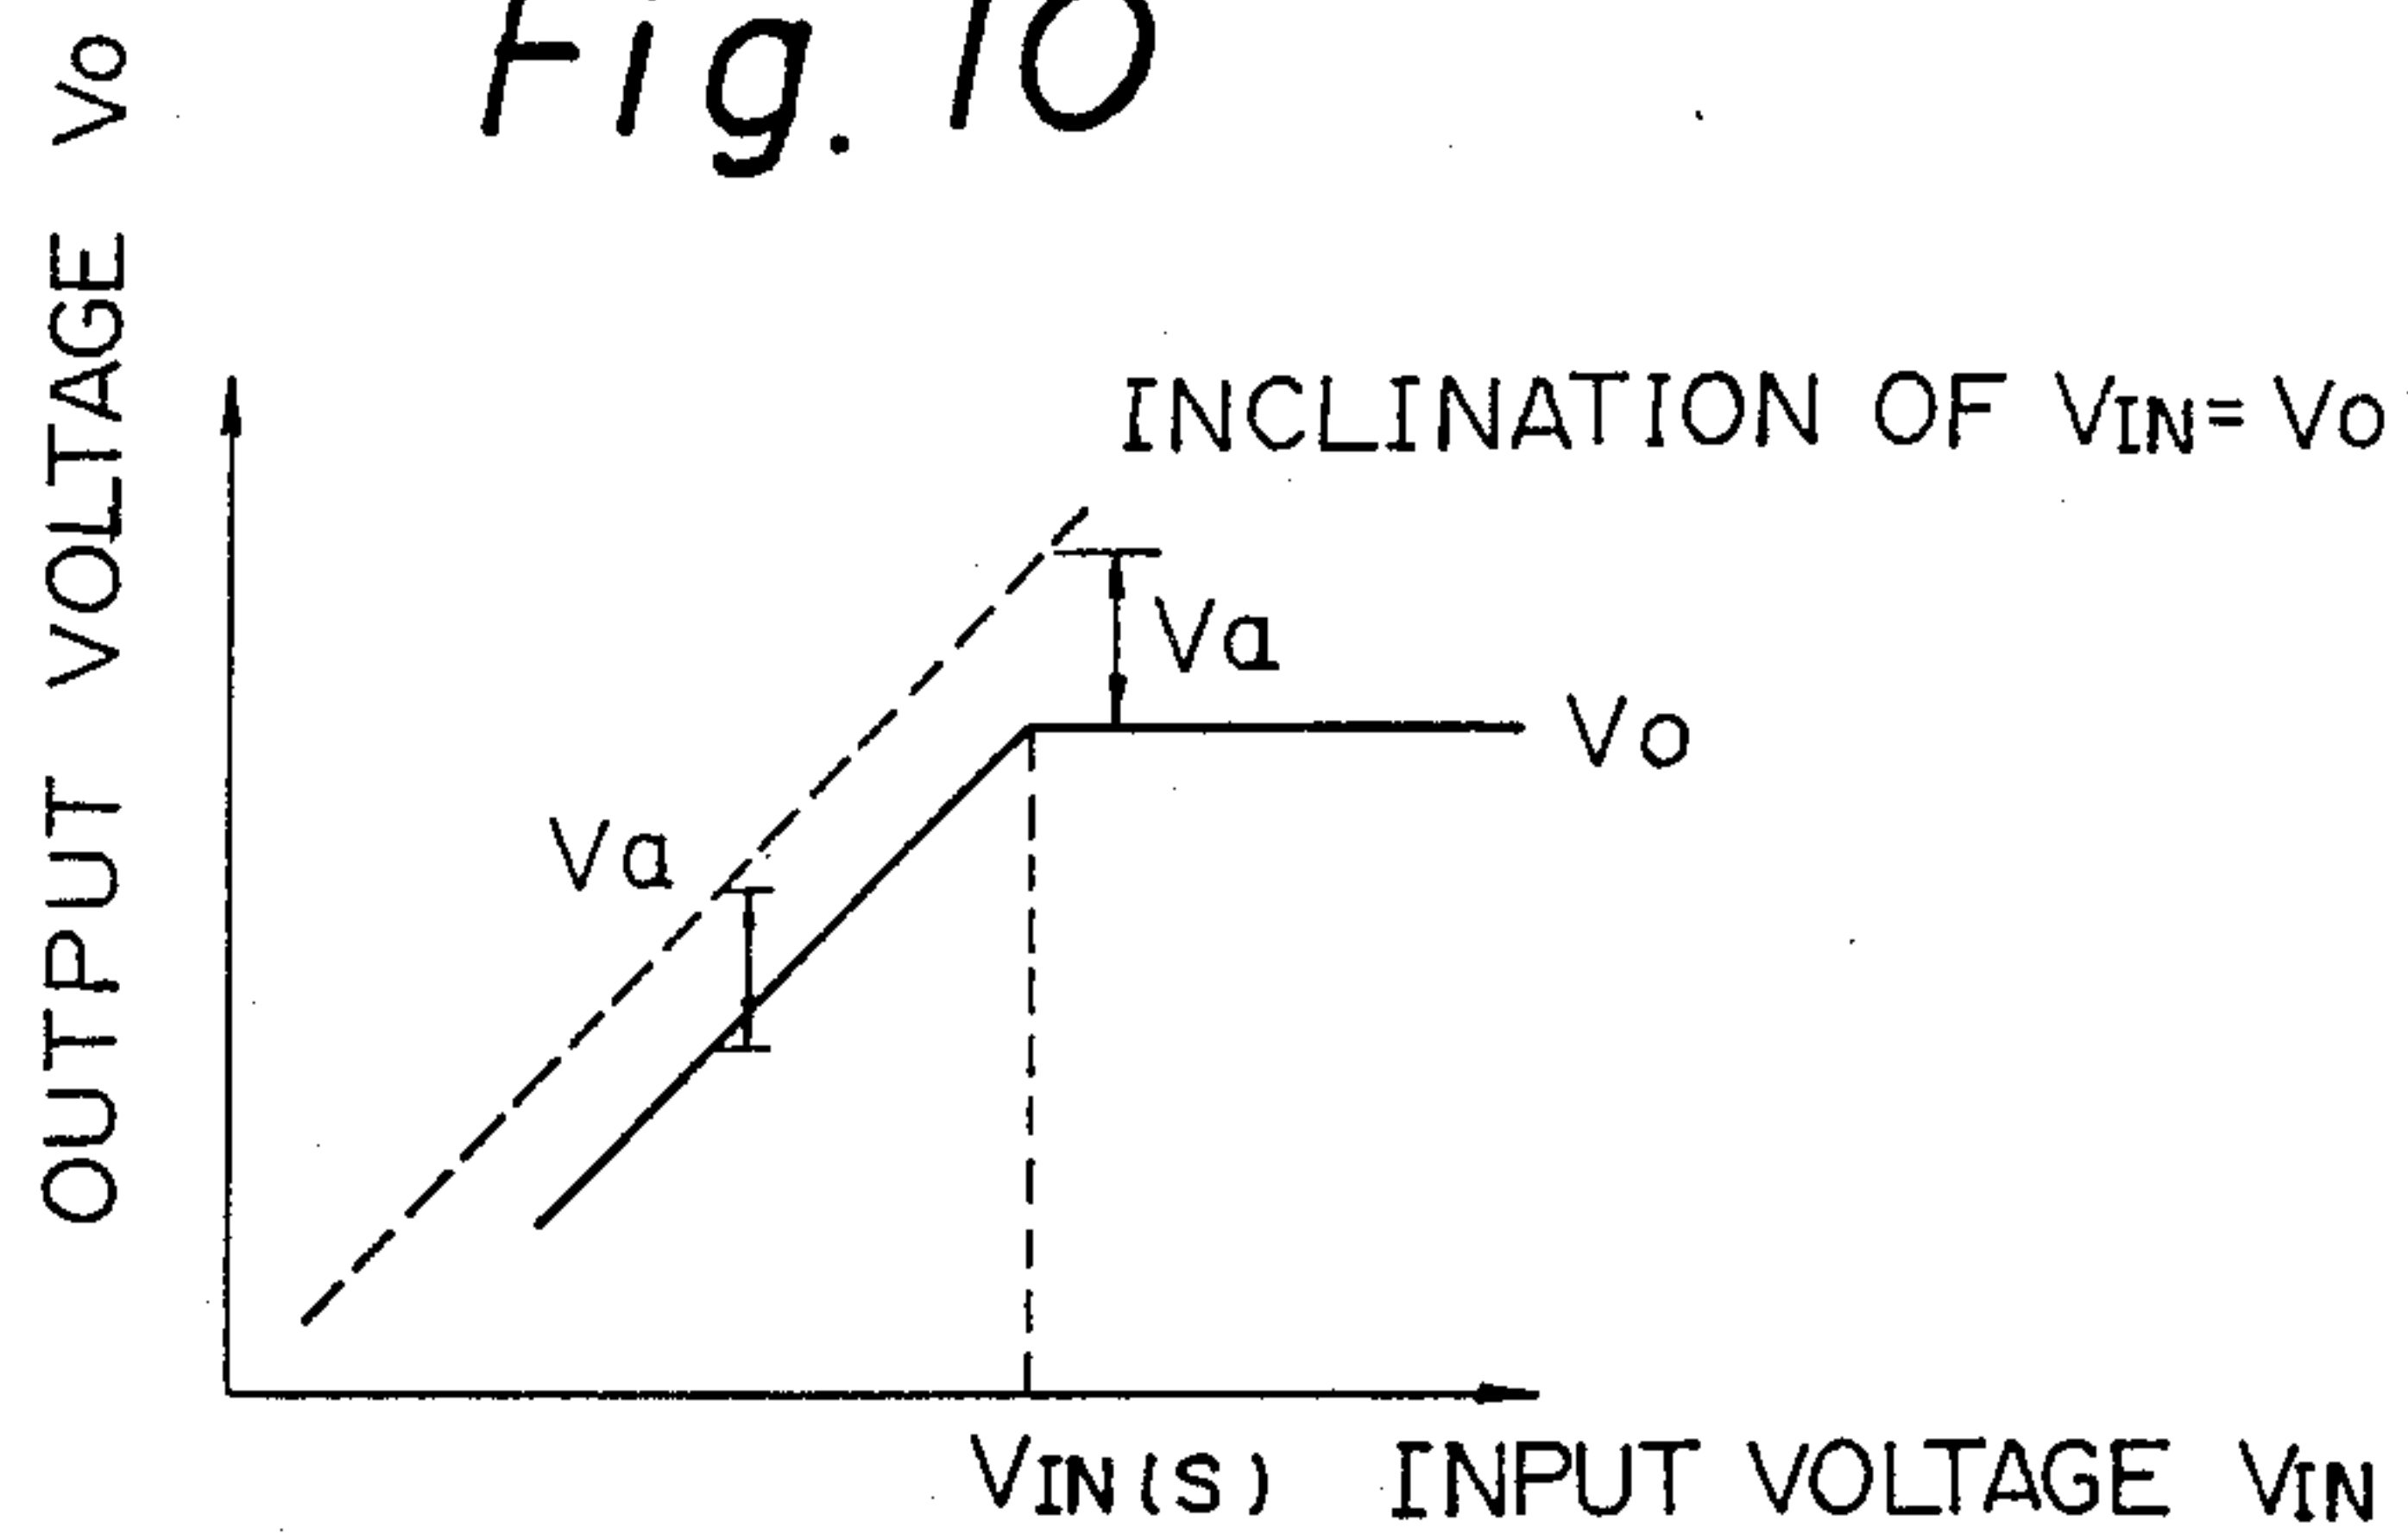 Fig. 10
OUTPUT VOLTAGE Vo
INCLINATION OF VIN = Vo
Va
Vo
Va
VIN(S)
INPUT VOLTAGE VIN